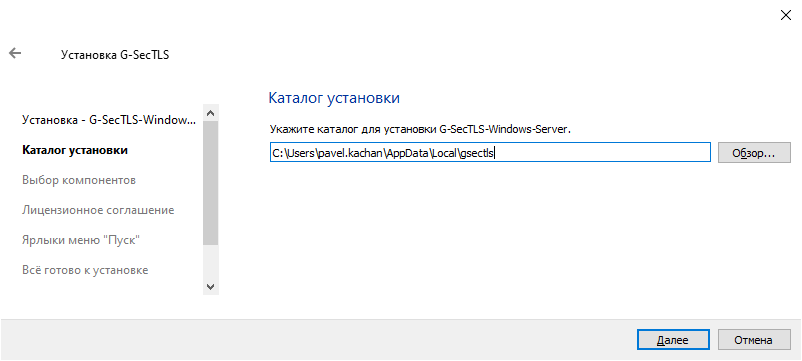 Установка G-SecTLS
Установка - G-SecTLS-Window...
Каталог установки
Выбор компонентов
Лицензионное соглашение
Ярлыки меню "Пуск"
Всё готово к установке
Каталог установки
Укажите каталог для установки G-SecTLS-Windows-Server.
C:\Users\pavel.kachan\AppData\Local\gsectls
Обзор...
Далее
Отмена